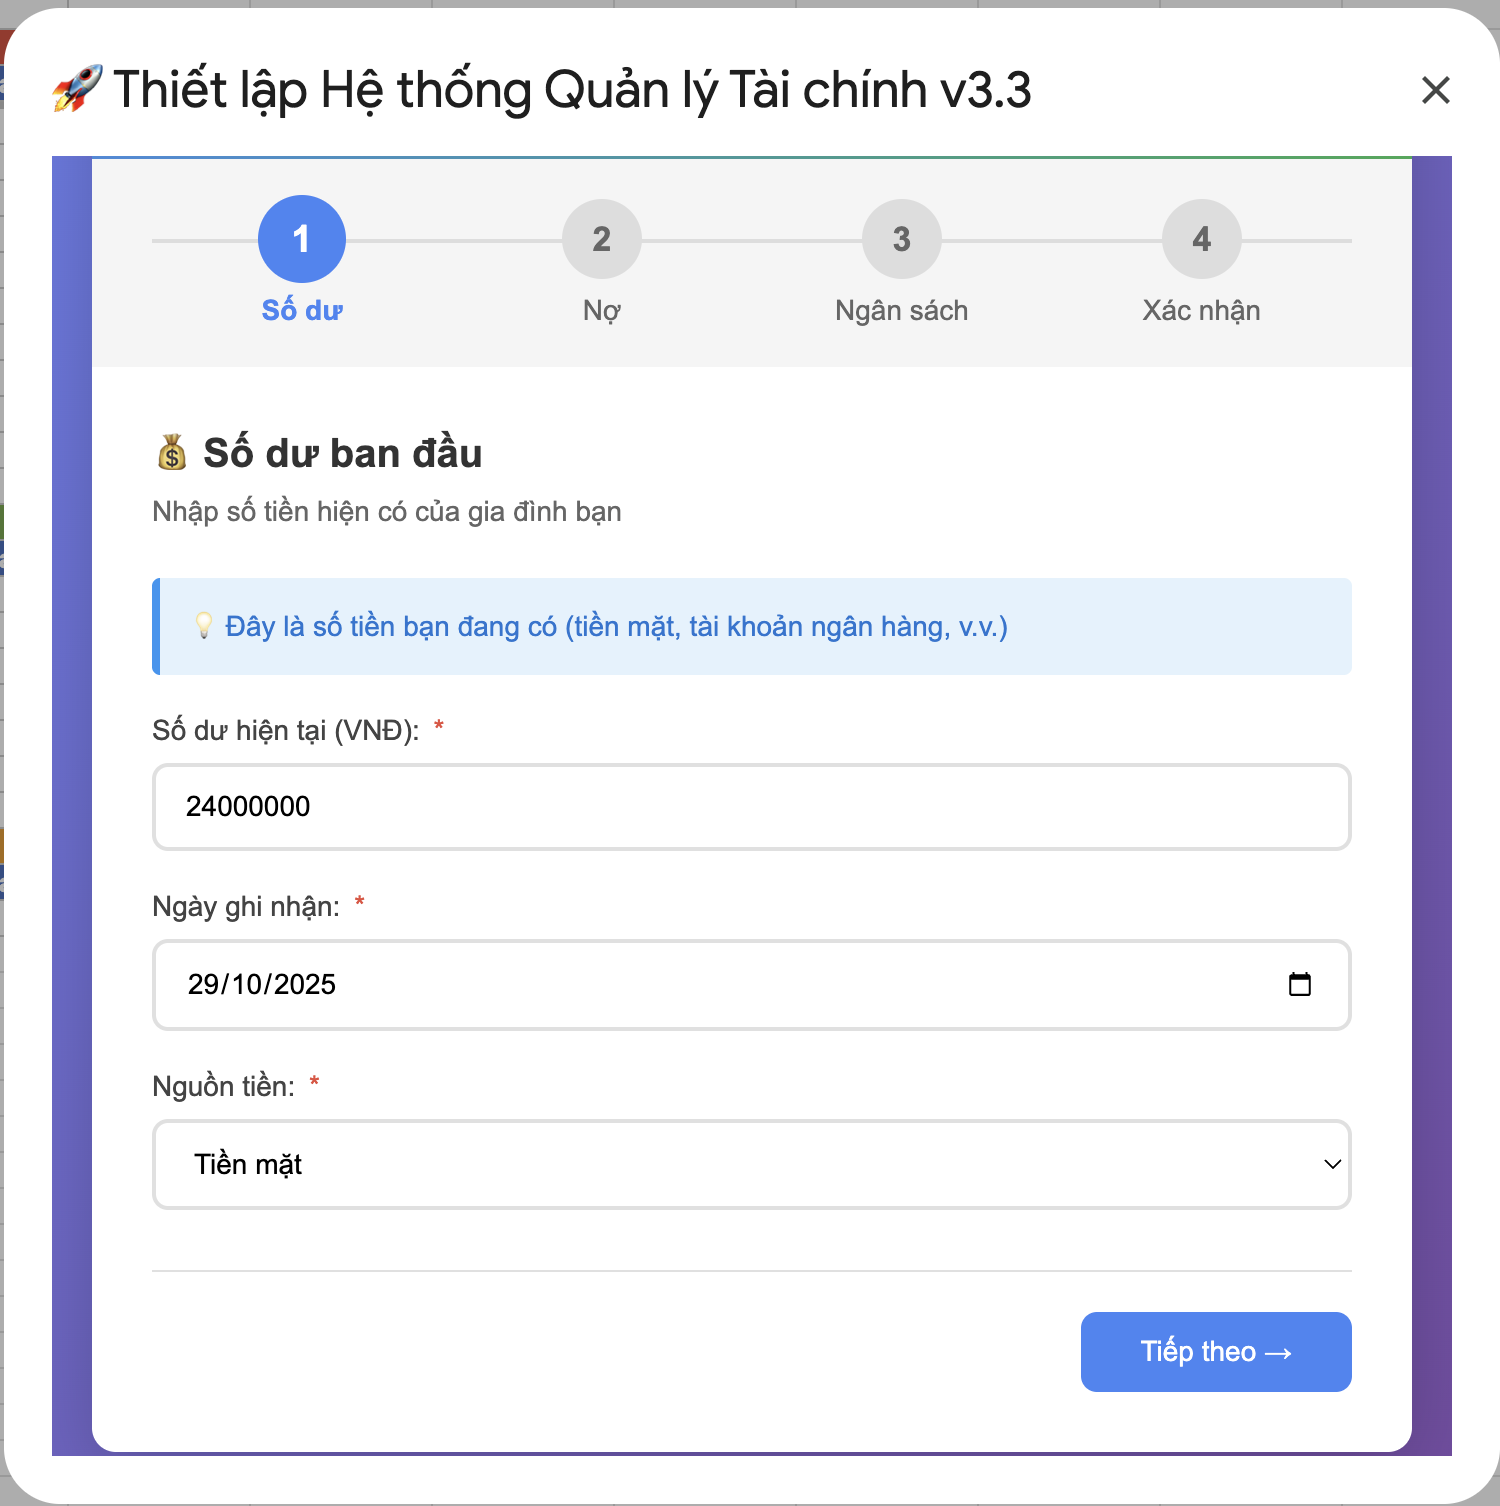 🚀 Thiết lập Hệ thống Quản lý Tài chính v3.3
1
2
3
4
Số dư
Nợ
Ngân sách
Xác nhận
💰 Số dư ban đầu
Nhập số tiền hiện có của gia đình bạn
💡 Đây là số tiền bạn đang có (tiền mặt, tài khoản ngân hàng, v.v.)
Số dư hiện tại (VNĐ): *
24000000
Ngày ghi nhận: *
29/10/2025
Nguồn tiền: *
Tiền mặt
Tiếp theo →